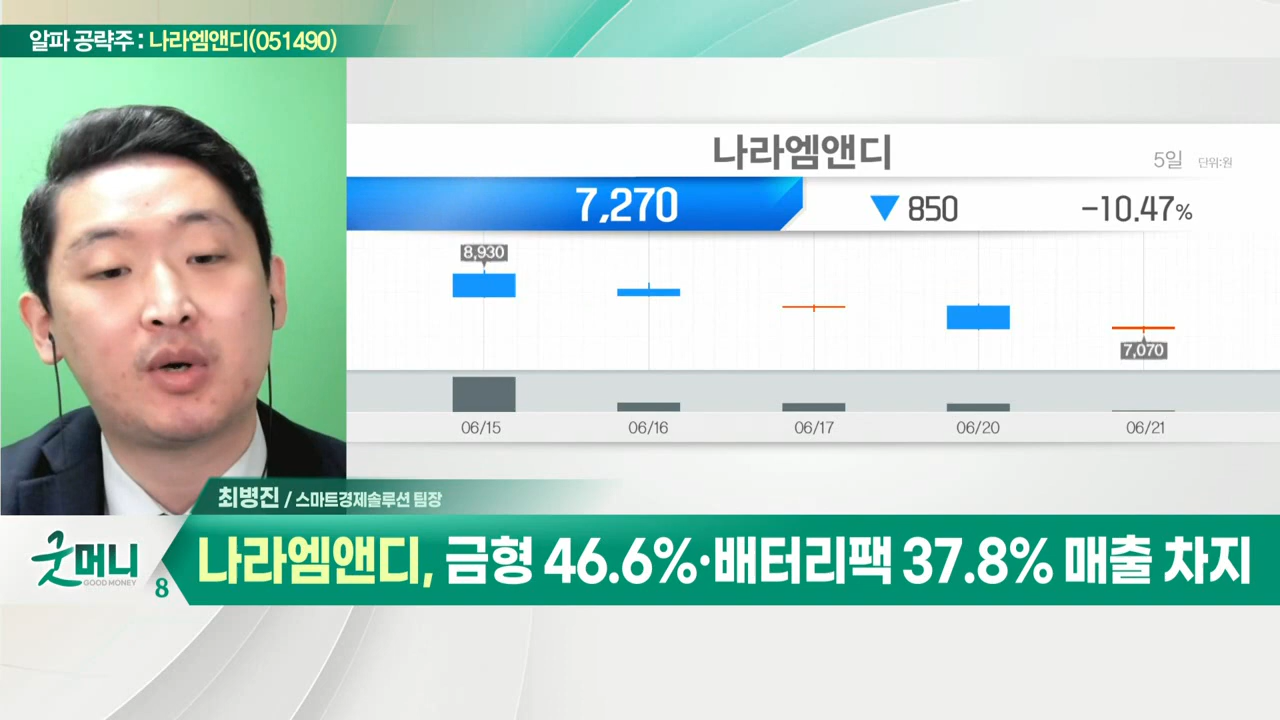 알파 공략주 : 나라엠앤디(051490)
나라엠앤디
5일 단위:원
7,270 ▼ 850 -10.47%
8,930
7,070
06/15 06/16 06/17 06/20 06/21
최병진 / 스마트경제솔루션 팀장
굿머니
GOOD MONEY
8
나라엠앤디, 금형 46.6%·배터리팩 37.8% 매출 차지